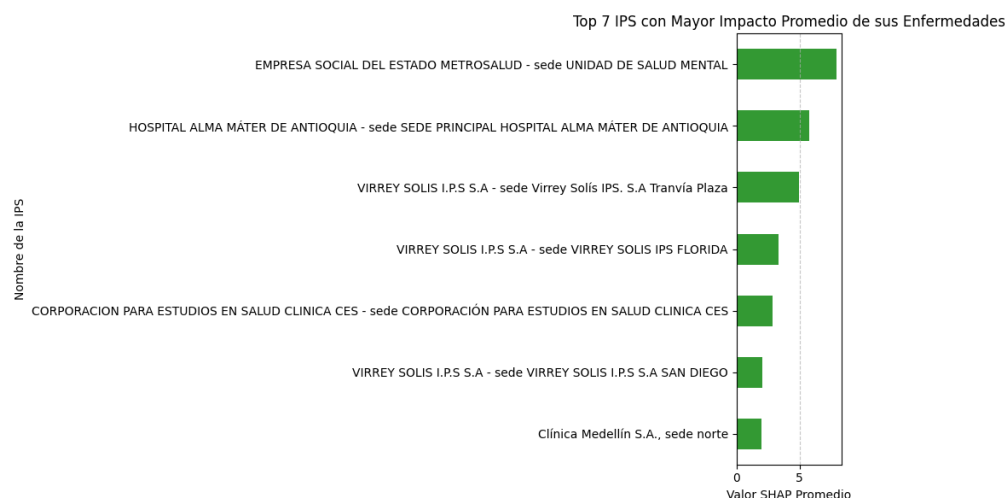 Top 7 IPS con Mayor Impacto Promedio de sus Enfermedades
EMPRESA SOCIAL DEL ESTADO METROSALUD - sede UNIDAD DE SALUD MENTAL
HOSPITAL ALMA MÁTER DE ANTIOQUIA - sede SEDE PRINCIPAL HOSPITAL ALMA MÁTER DE ANTIOQUIA
VIRREY SOLIS I.P.S S.A - sede Virrey Solís IPS. S.A Tranvía Plaza
VIRREY SOLIS I.P.S S.A - sede VIRREY SOLIS IPS FLORIDA
CORPORACION PARA ESTUDIOS EN SALUD CLINICA CES - sede CORPORACIÓN PARA ESTUDIOS EN SALUD CLINICA CES
VIRREY SOLIS I.P.S S.A - sede VIRREY SOLIS I.P.S S.A SAN DIEGO
Clínica Medellín S.A., sede norte
Nombre de la IPS
0 5
Valor SHAP Promedio